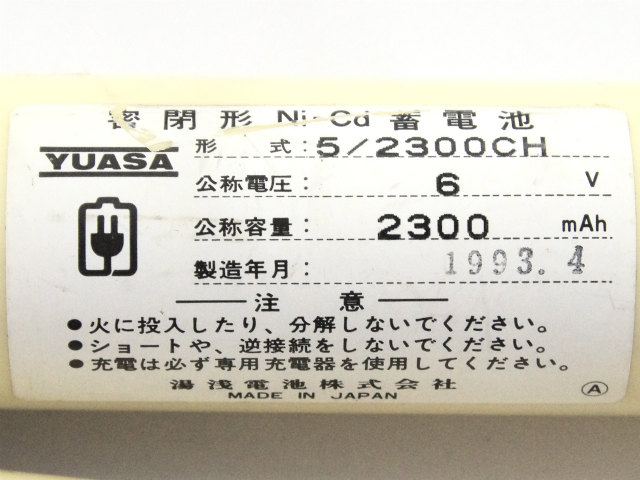 密閉形 Ni-Cd 蓄電池
YUASA
形 式: 5/2300CH
公称電圧: 6 V
公称容量: 2300 mAh
製造年月: 1993.4
注 意
●火に投入したり、分解しないでください。
●ショートや、逆接続をしないでください。
●充電は必ず専用充電器を使用してください。
湯浅電池株式会社
MADE IN JAPAN
A